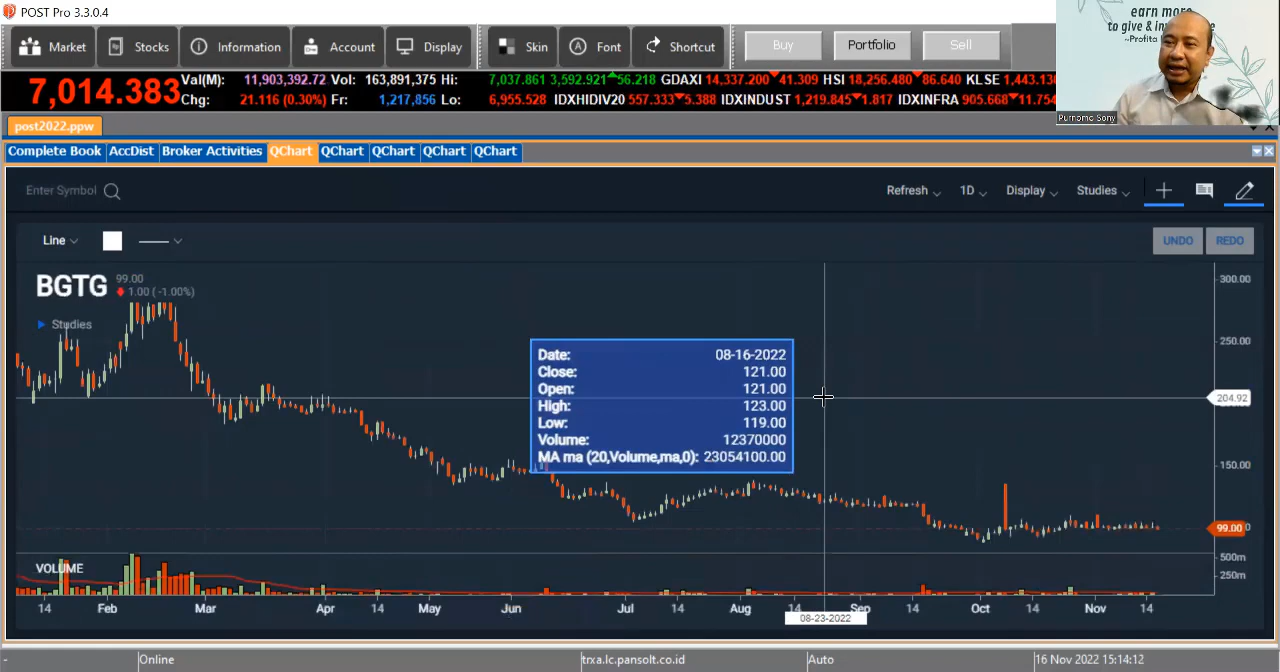 POST Pro 3.3.0.4
Market Stocks Information Account Display Skin Font Shortcut Buy Portfolio Sell
earn more
to give & in
~Profita
Purnomo Sony
7,014.383 Val(M): 11,903,392.72 Vol: 163,891,375 Hi: 7,037.861 3,592.921 56.218 GDAXI 14,337.200 41.309 HSI 18,256.480 86.640 KLSE 1,443.130
Chg: 21.116 (0.30%) Fr: 1,217,856 Lo: 6,955.528 IDXHIDIV20 557.333 5.388 IDXINDUST 1,219.845 1.817 IDXINFRA 905.668 11.754
post2022.ppw
Complete Book AccDist Broker Activities QChart QChart QChart QChart QChart
Enter Symbol Refresh 1D Display Studies
Line UNDO REDO
BGTG 99.00
1.00 (-1.00%)
Studies
Date: 08-16-2022
Close: 121.00
Open: 121.00
High: 123.00
Low: 119.00
Volume: 12370000
MA ma (20,Volume,ma,0): 23054100.00
300.00
250.00
204.92
150.00
99.00 0
500m
250m
VOLUME
14 Feb Mar Apr 14 May Jun Jul 14 Aug 14 Sep 14 Oct 14 Nov 14
08-23-2022
- Online trxa.lc.pansolt.co.id Auto 16 Nov 2022 15:14:12